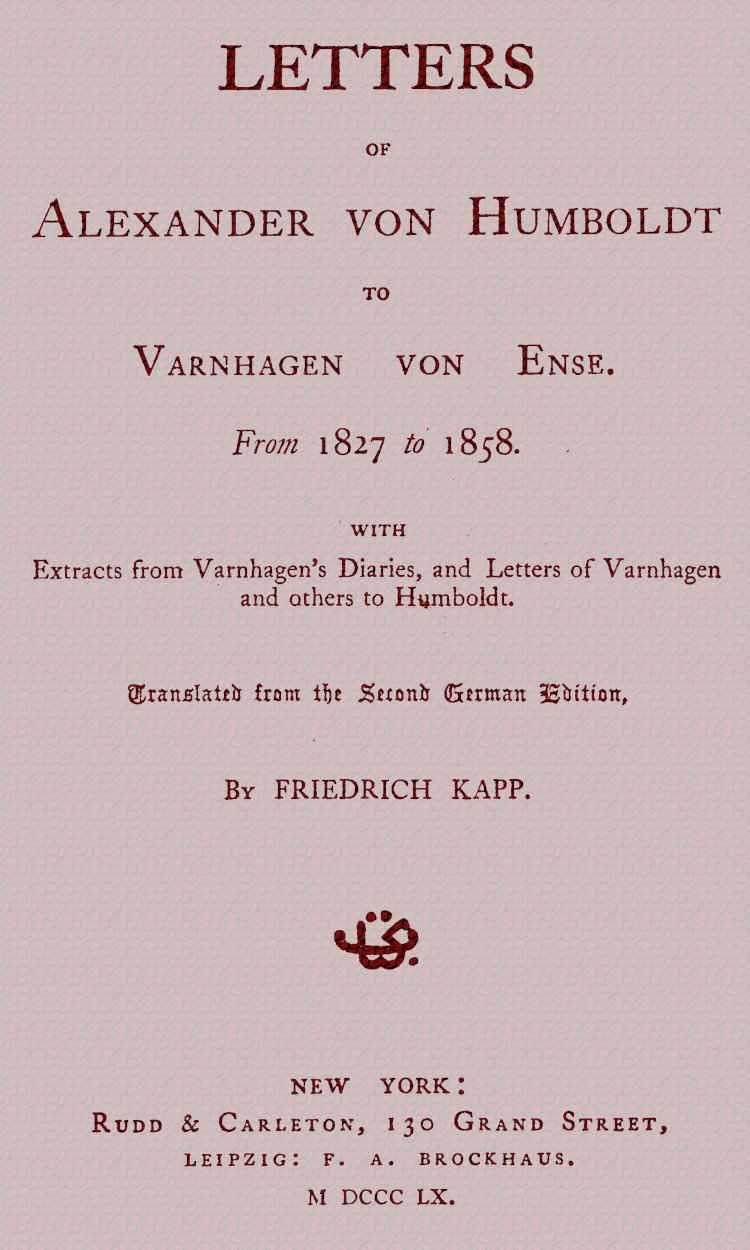 LETTERS
OF
ALEXANDER VON HUMBOLDT
TO
VARNHAGEN VON ENSE.
From 1827 to 1858.
WITH
Extracts from Varnhagen's Diaries, and Letters of Varnhagen
and others to Humboldt.
Translated from the Second German Edition,
By FRIEDRICH KAPP.
NEW YORK:
RUDD & CARLETON, 130 GRAND STREET,
LEIPZIG: F. A. BROCKHAUS.
M DCCC LX.